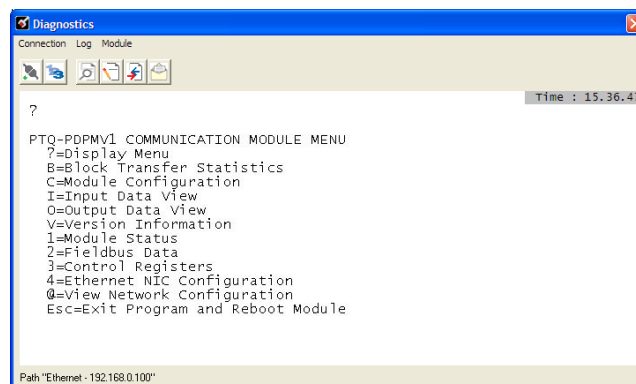 Diagnostics
Connection Log Module
Time : 15.36.4
?
PTQ-PDPMV1 COMMUNICATION MODULE MENU
?=Display Menu
B=Block Transfer Statistics
C=Module Configuration
I=Input Data View
O=Output Data View
V=Version Information
1=Module Status
2=Fieldbus Data
3=Control Registers
4=Ethernet NIC Configuration
@=View Network Configuration
Esc=Exit Program and Reboot Module
Path "Ethernet - 192.168.0.100"